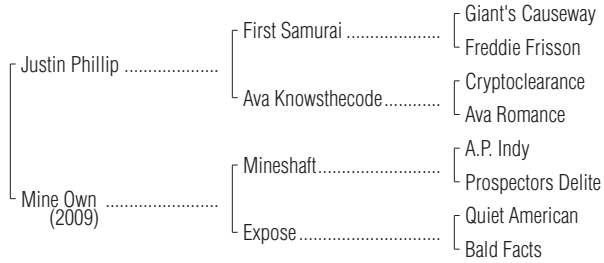 Giant's Causeway
First Samurai ....................
Freddie Frisson
Justin Phillip ....................
Cryptoclearance
Ava Knowsthecode............
Ava Romance
A.P. Indy
Mineshaft..........................
Prospectors Delite
Mine Own ........................
(2009)
Quiet American
Expose..............................
Bald Facts